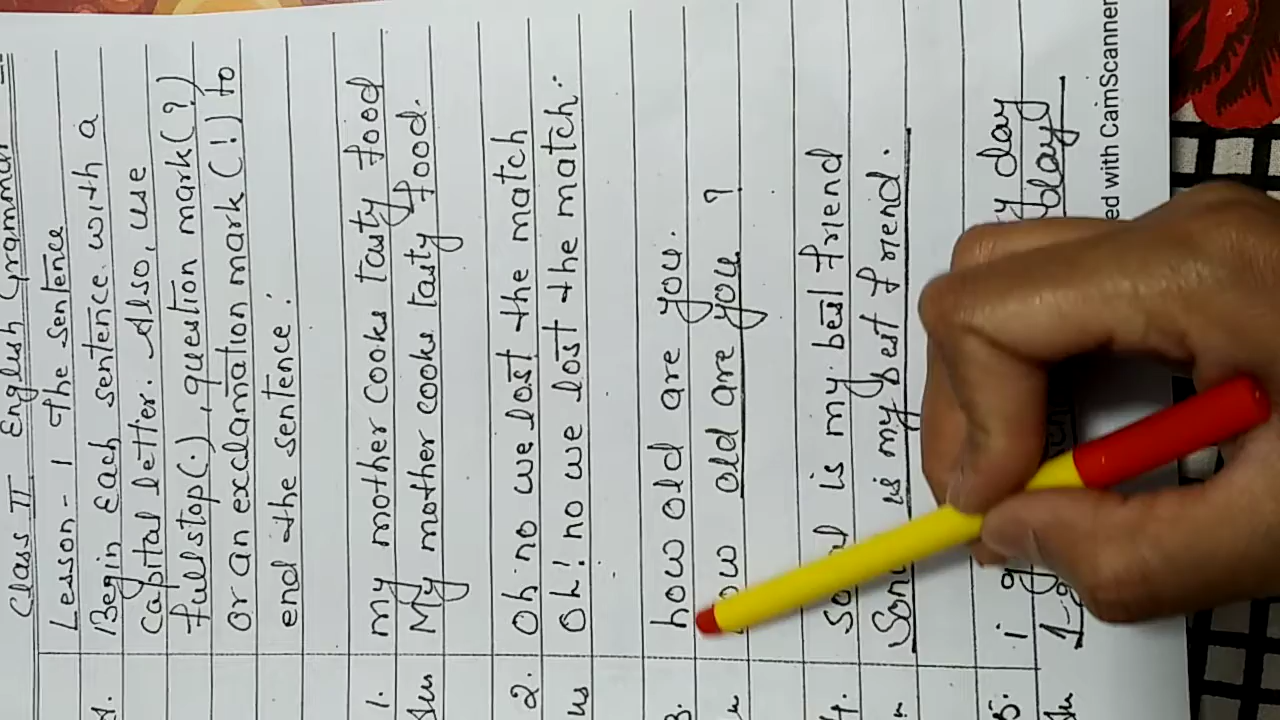 Class II English Grammar
Lesson - 1 The sentence
Begin Each sentence with a
capital letter. Also, use
fullstop(.), question mark(?)
or an exclamation mark(!) to
end the sentence:
1. my mother cooks tasty food
My mother cooks tasty food.
2. Oh no we lost the match
Oh! no we lost the match.
how old are you.
old are you ?
4. is my best friend
is my best friend.
5. i day
ed with CamScanner